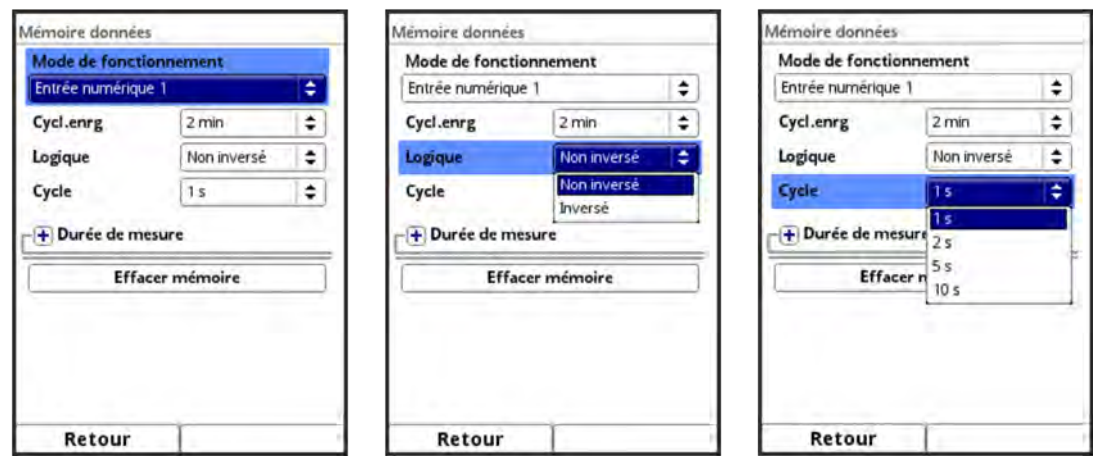 Mémoire données
Mode de fonctionnement
Entrée numérique 1
Cycl.enrg 2 min
Logique Non inversé
Cycle 1 s
+ Durée de mesure
Effacer mémoire
Retour
Mémoire données
Mode de fonctionnement
Entrée numérique 1
Cycl.enrg 2 min
Logique Non inversé
Non inversé
Cycle
Inversé
+ Durée de mesure
Effacer mémoire
Retour
Mémoire données
Mode de fonctionnement
Entrée numérique 1
Cycl.enrg 2 min
Logique Non inversé
Cycle 1 s
1 s
+ Durée de mesure
2 s
5 s
Effacer m
10 s
Retour